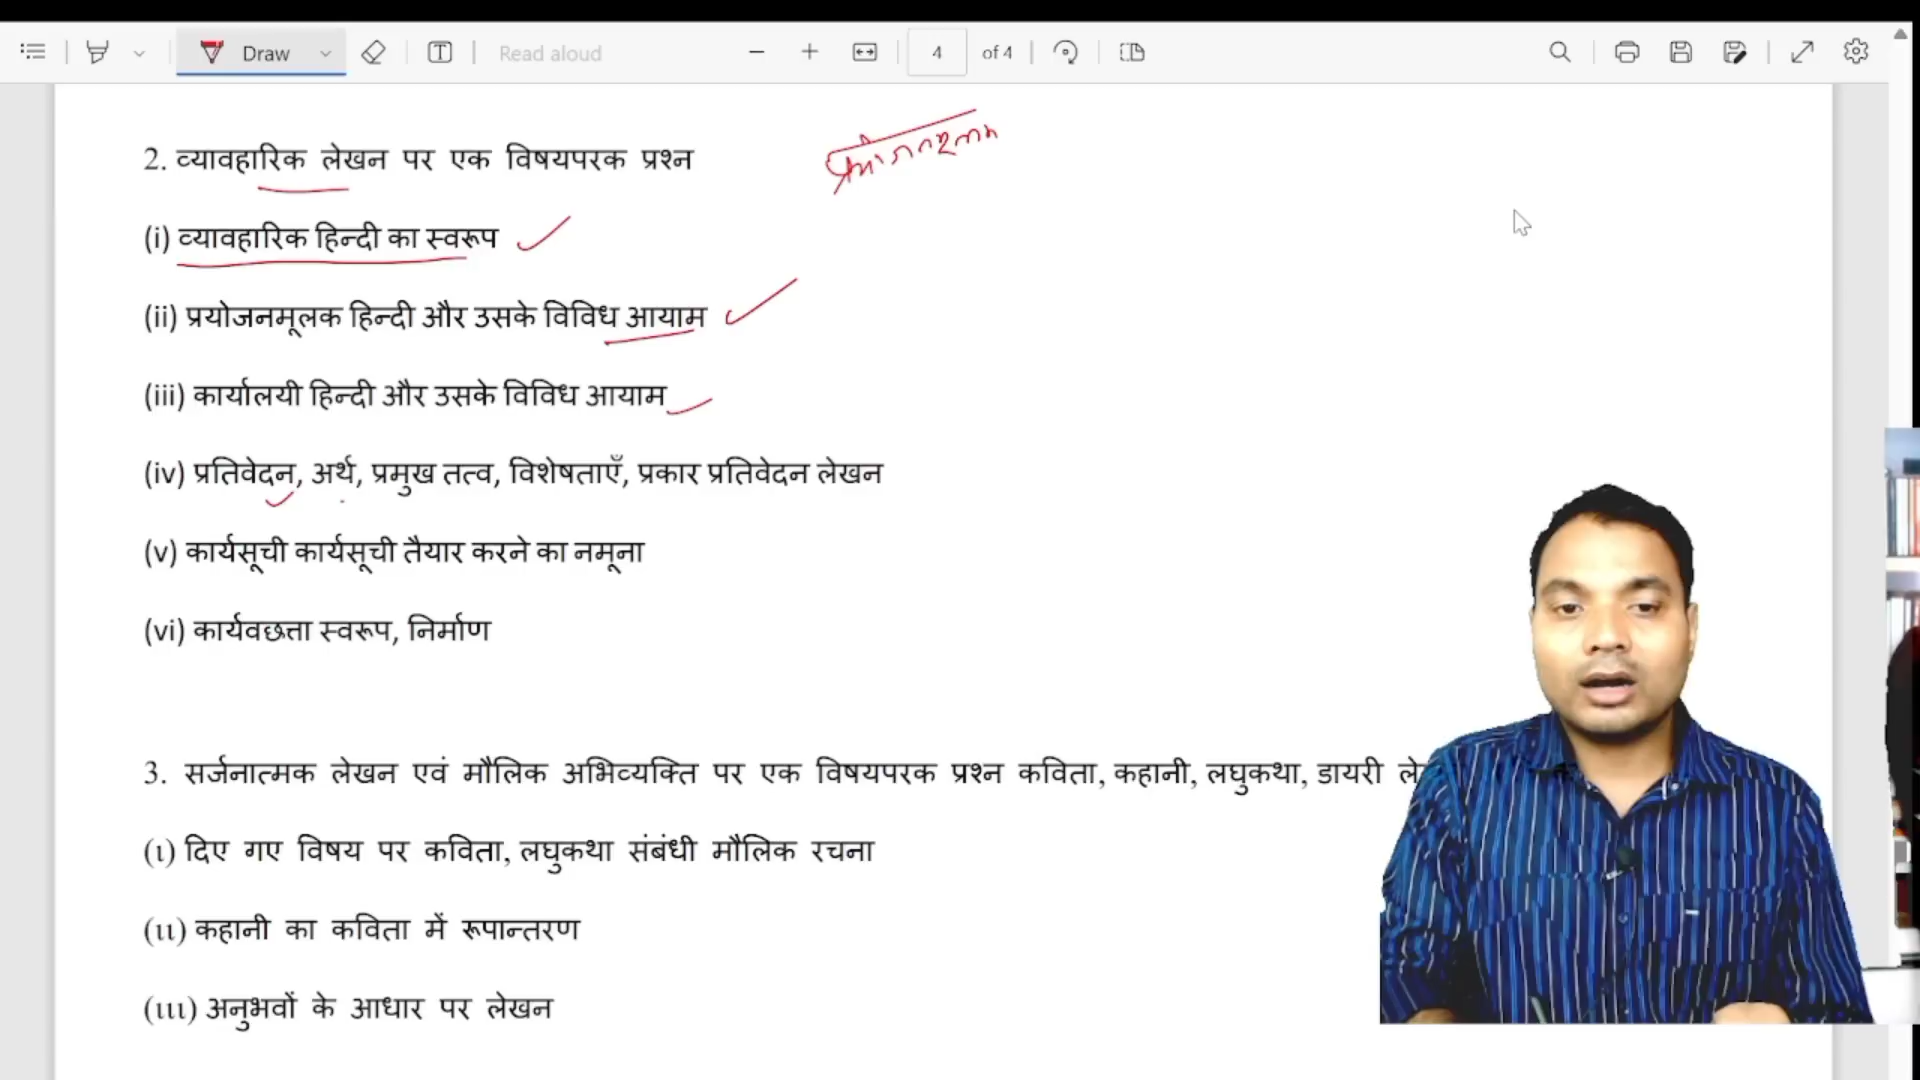 Draw
Read aloud
4 of 4
2. व्यावहारिक लेखन पर एक विषयपरक प्रश्न
(i) व्यावहारिक हिन्दी का स्वरूप
(ii) प्रयोजनमूलक हिन्दी और उसके विविध आयाम
(iii) कार्यालयी हिन्दी और उसके विविध आयाम
(iv) प्रतिवेदन, अर्थ, प्रमुख तत्व, विशेषताएँ, प्रकार प्रतिवेदन लेखन
(v) कार्यसूची कार्यसूची तैयार करने का नमूना
(vi) कार्यवछत्ता स्वरूप, निर्माण
3. सर्जनात्मक लेखन एवं मौलिक अभिव्यक्ति पर एक विषयपरक प्रश्न कविता, कहानी, लघुकथा, डायरी
(ι) दिए गए विषय पर कविता, लघुकथा संबंधी मौलिक रचना
(ιι) कहानी का कविता में रूपान्तरण
(ιιι) अनुभवों के आधार पर लेखन